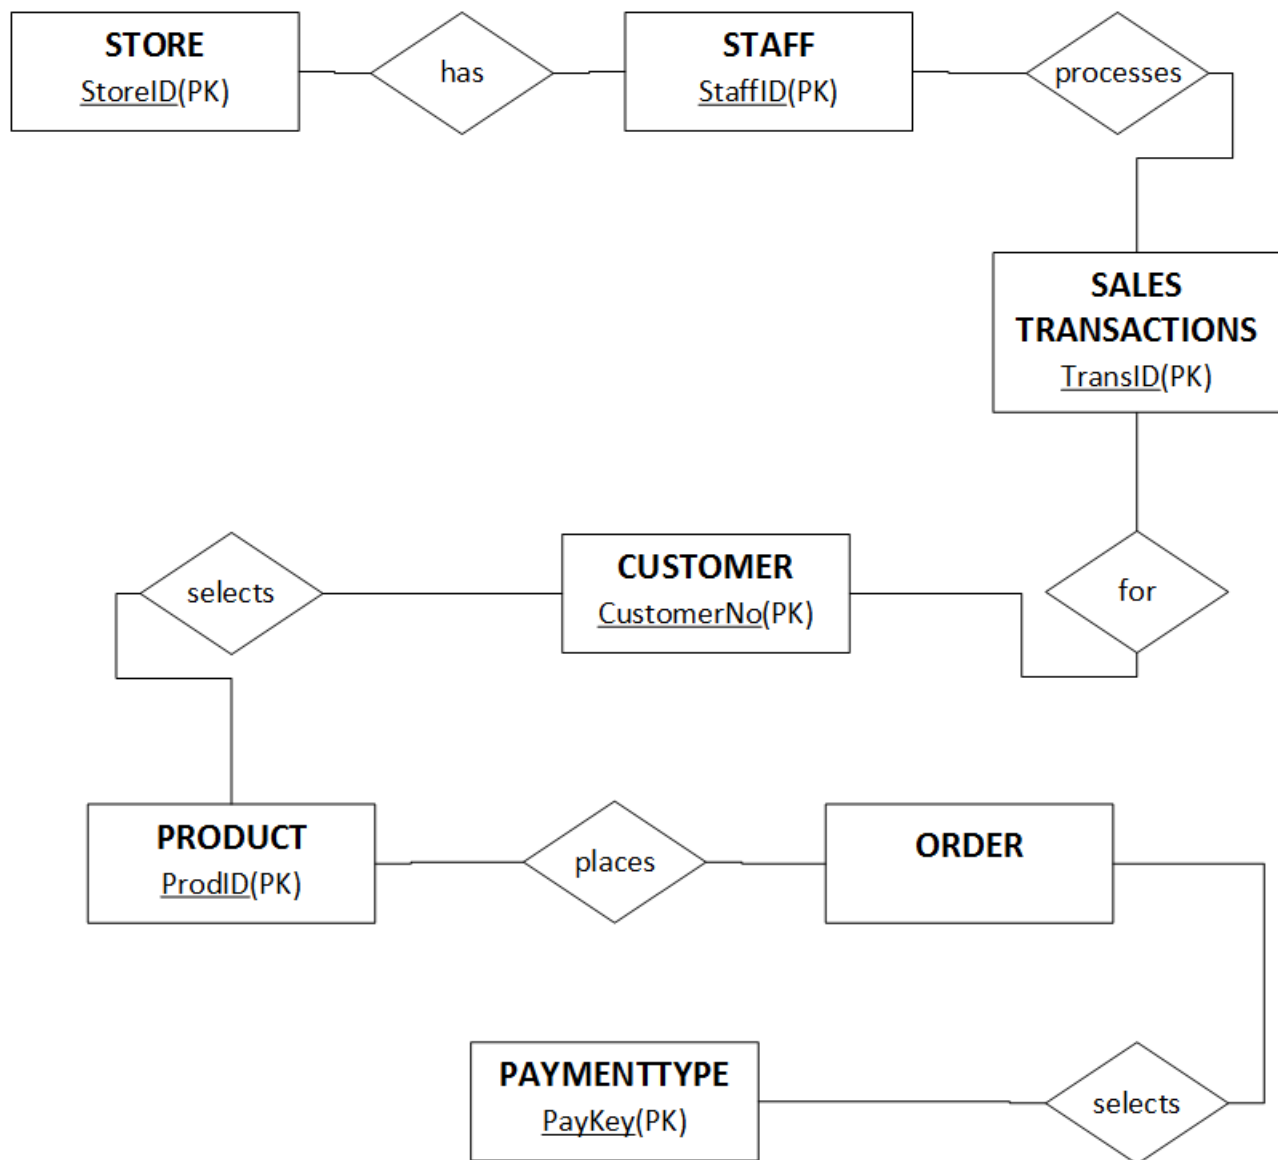 STORE
StoreID(PK)
has
STAFF
StaffID(PK)
processes
SALES
TRANSACTIONS
TransID(PK)
selects
CUSTOMER
CustomerNo(PK)
for
PRODUCT
ProdID(PK)
places
ORDER
PAYMENTTYPE
PayKey(PK)
selects